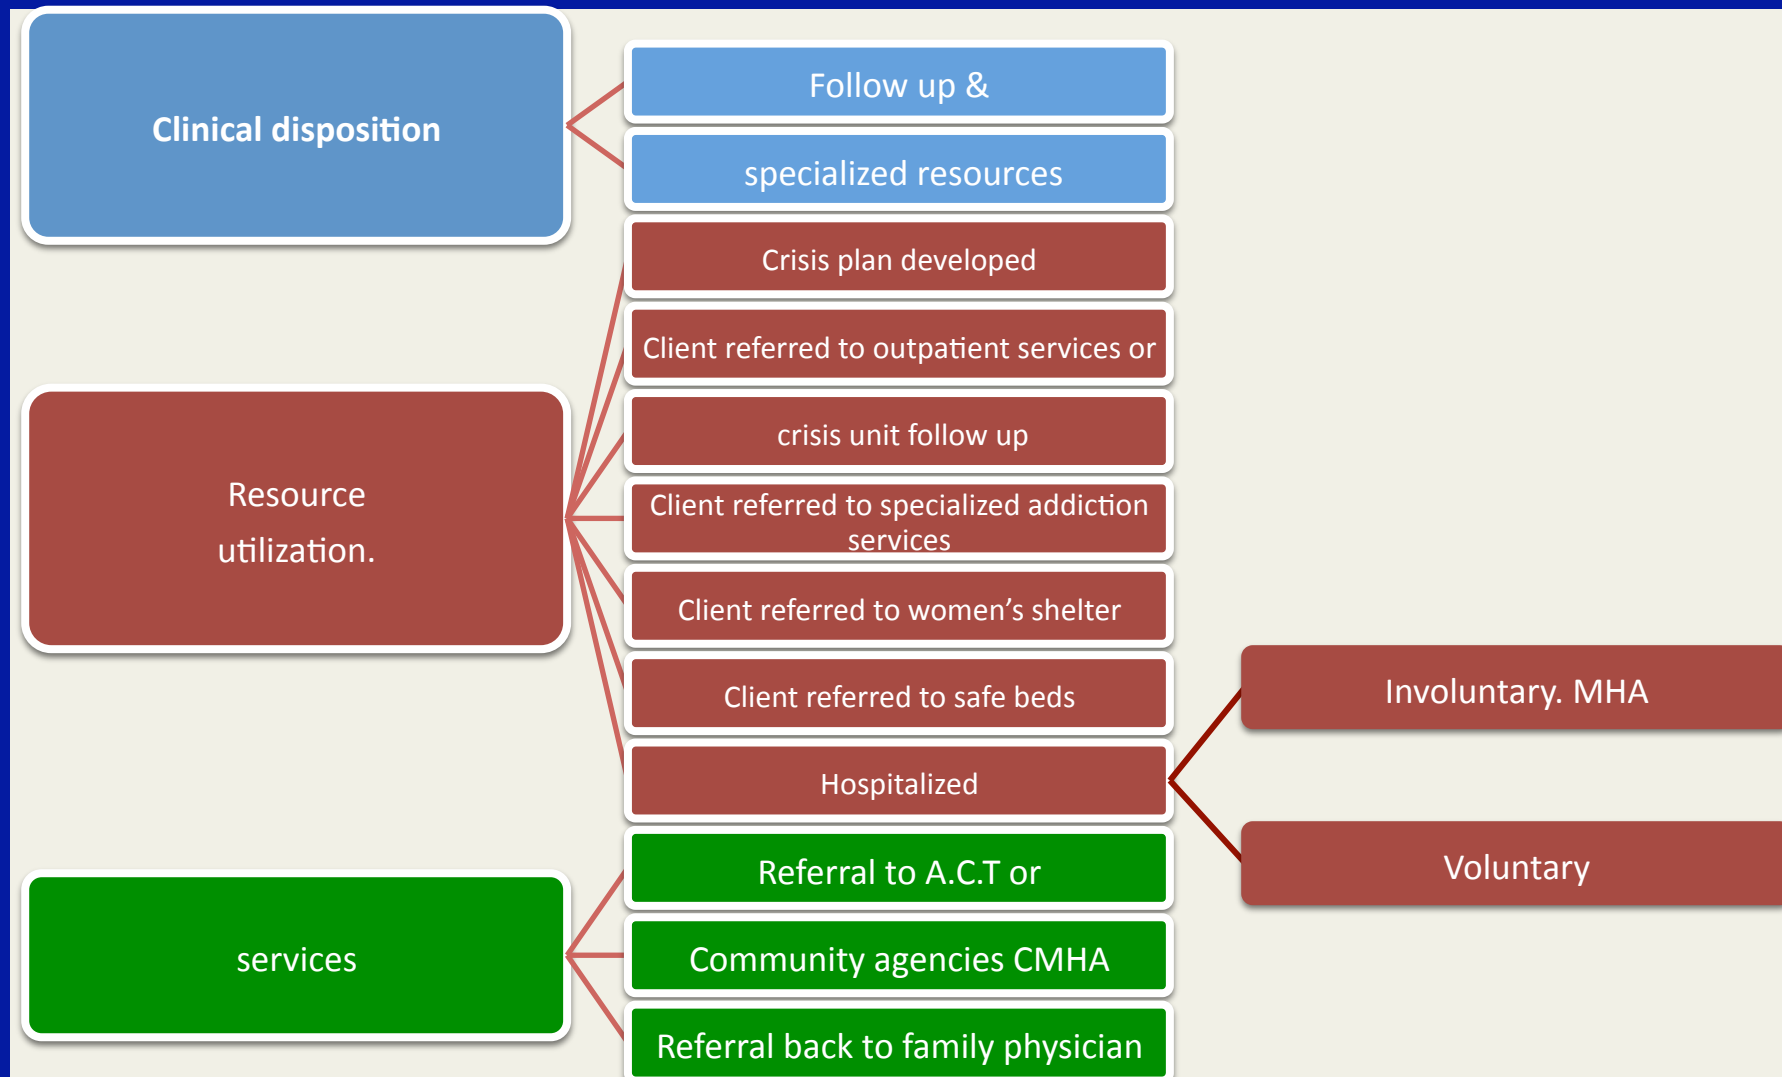 Clinical disposition
Follow up &
specialized resources
Resource
utilization.
Crisis plan developed
Client referred to outpatient services or
crisis unit follow up
Client referred to specialized addiction
services
Client referred to women’s shelter
Client referred to safe beds
Hospitalized
Involuntary. MHA
Voluntary
services
Referral to A.C.T or
Community agencies CMHA
Referral back to family physician